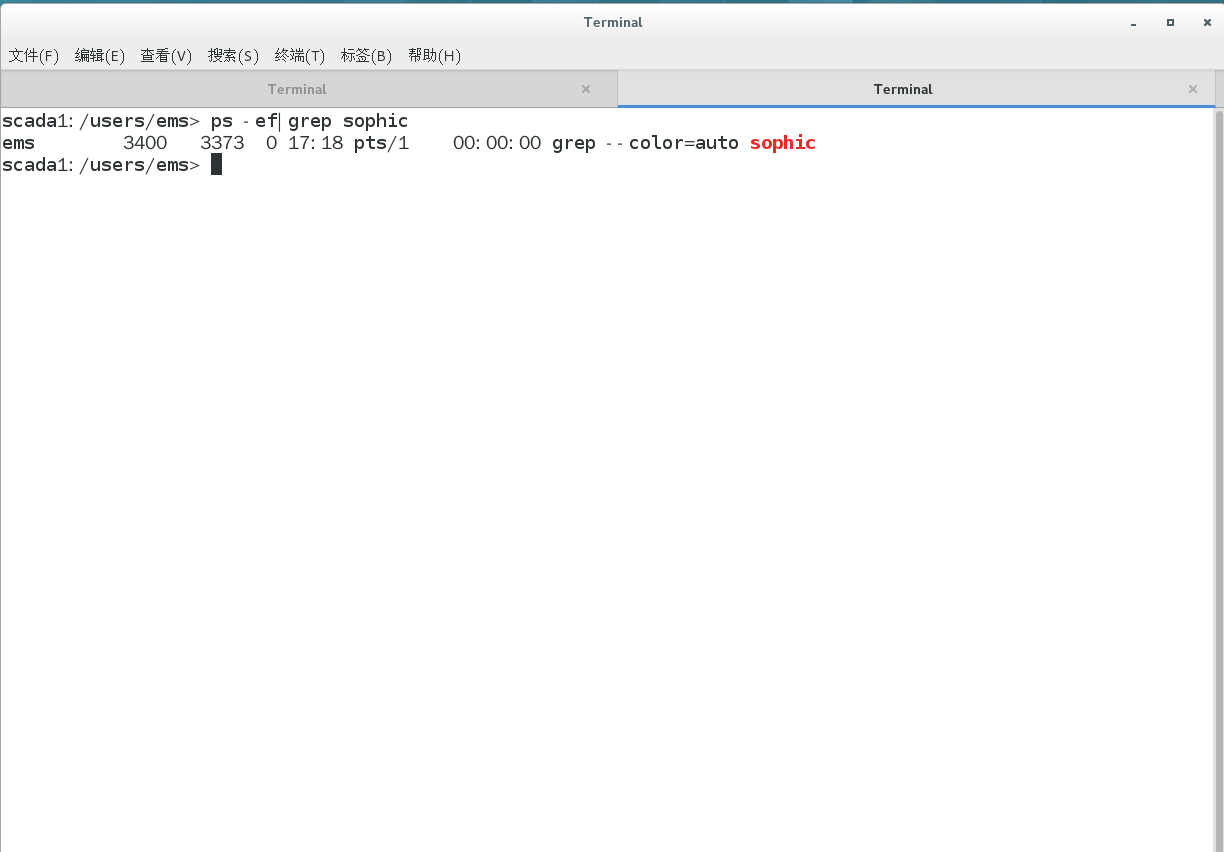 Terminal
文件(F) 编辑(E) 查看(V) 搜索(S) 终端(T) 标签(B) 帮助(H)
Terminal Terminal
scada1:/users/ems> ps -ef|grep sophic
ems 3400 3373 0 17:18 pts/1 00:00:00 grep --color=auto sophic
scada1:/users/ems>